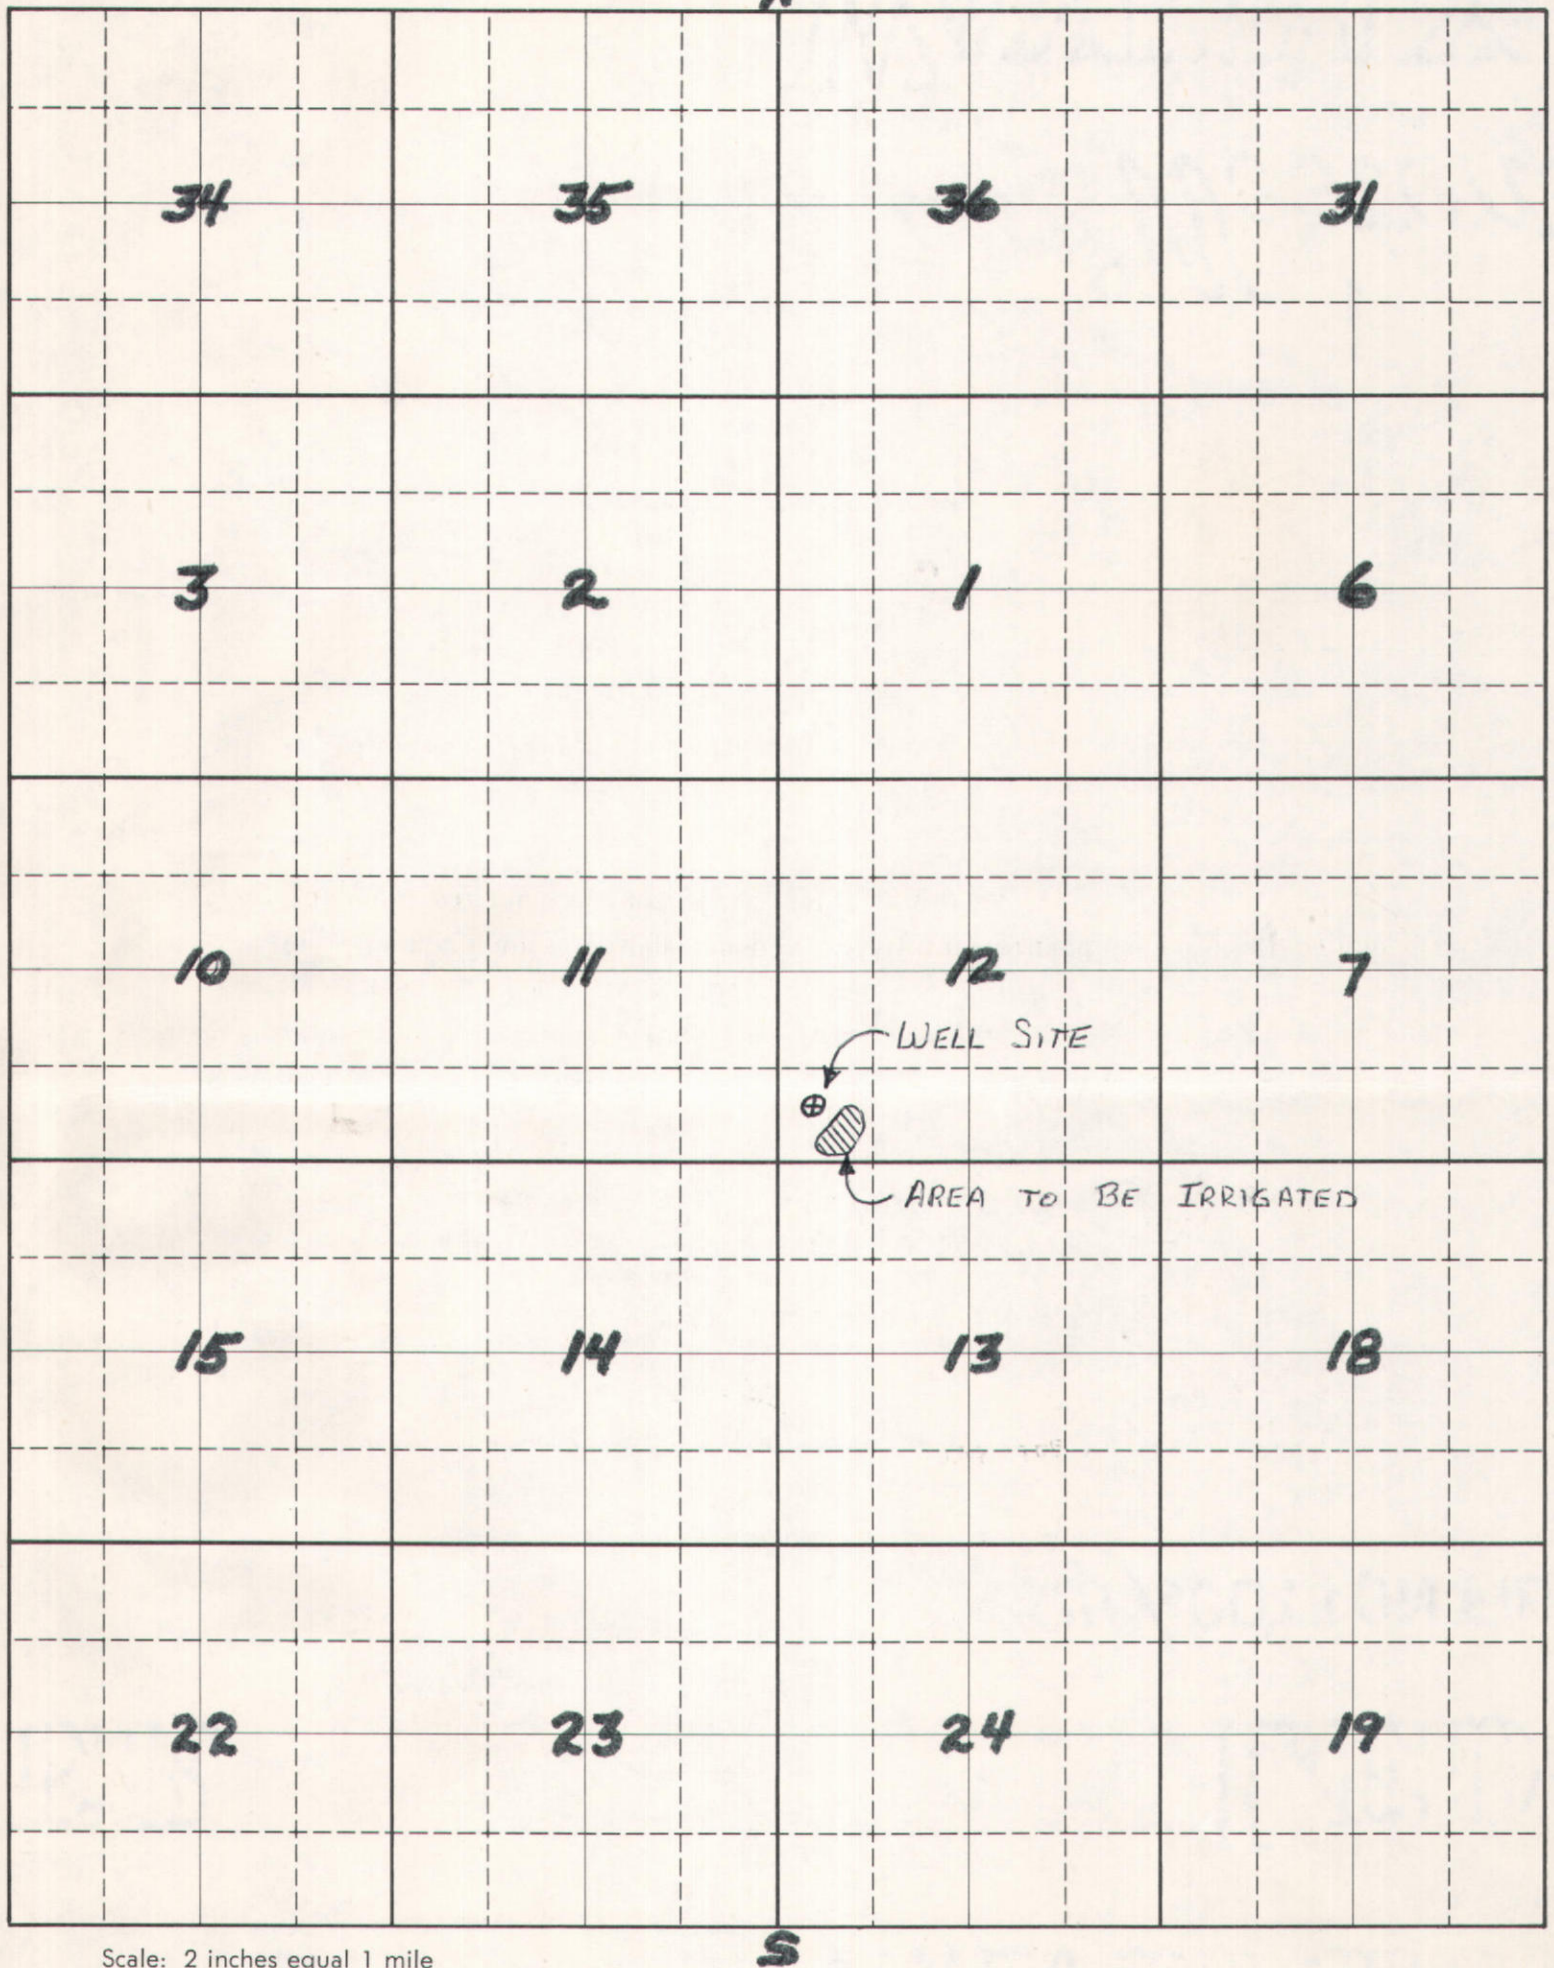 34 35 36 31
3 2 1 6
10 11 12 7
WELL SITE
AREA TO BE IRRIGATED
15 14 13 18
22 23 24 19
S
Scale: 2 inches equal 1 mile